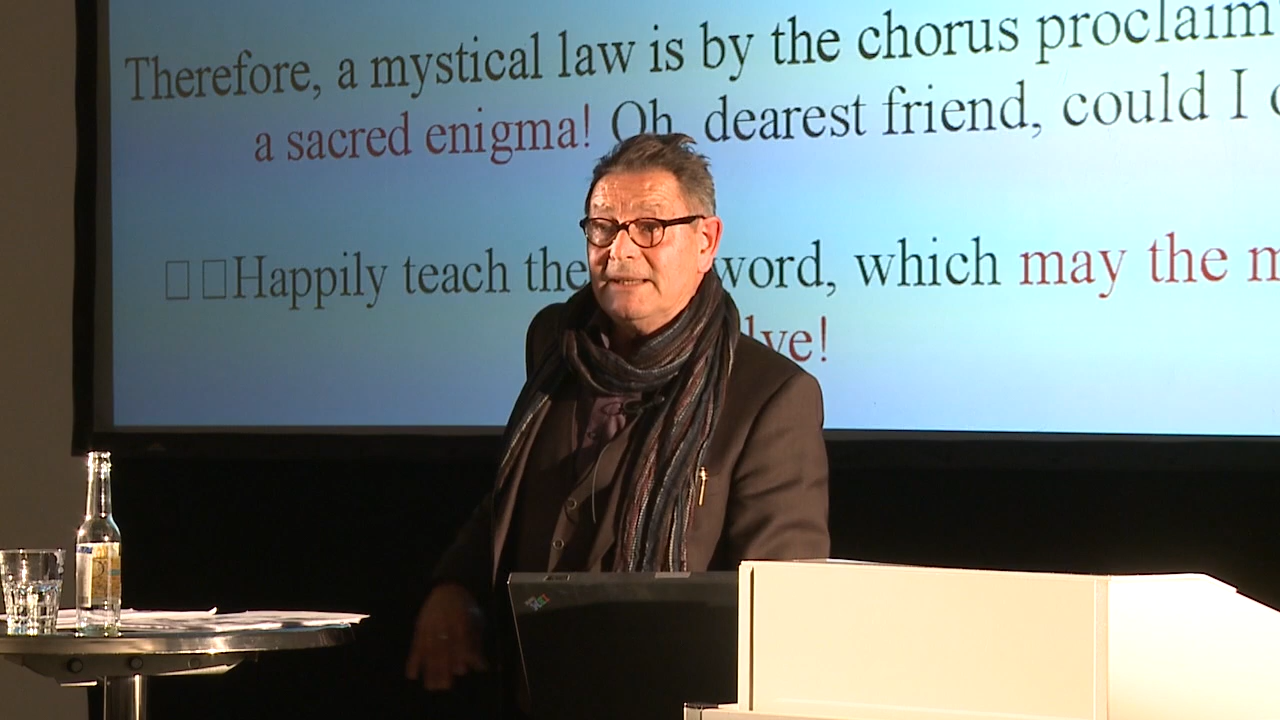 Therefore, a mystical law is by the chorus proclaim
a sacred enigma! Oh, dearest friend, could I
□□Happily teach the word, which may the
!